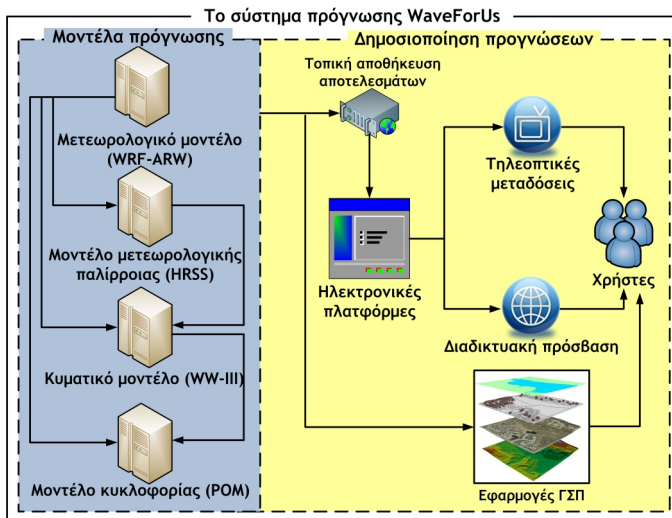 Το σύστημα πρόγνωσης WaveForUs
Μοντέλα πρόγνωσης
Μετεωρολογικό μοντέλο
(WRF-ARW)
Μοντέλο μετεωρολογικής
παλίρροιας (HRSS)
Κυματικό μοντέλο (WW-III)
Μοντέλο κυκλοφορίας (POM)
Δημοσιοποίηση προγνώσεων
Τοπική αποθήκευση
αποτελεσμάτων
Ηλεκτρονικές
πλατφόρμες
Τηλεοπτικές
μεταδόσεις
Χρήστες
Διαδικτυακή πρόσβαση
Εφαρμογές ΓΣΠ